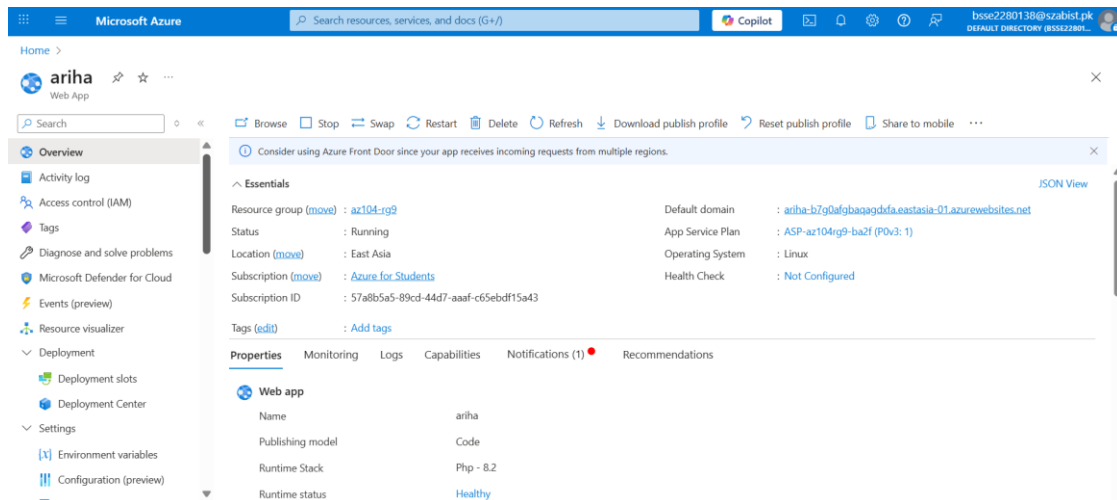 Microsoft Azure
Search resources, services, and docs (G+/)
Copilot
bsse2280138@szabist.pk
DEFAULT DIRECTORY (BSSE22801...
Home >
ariha
Web App
Search
Browse Stop Swap Restart Delete Refresh Download publish profile Reset publish profile Share to mobile ...
Overview
Activity log
Access control (IAM)
Tags
Diagnose and solve problems
Microsoft Defender for Cloud
Events (preview)
Resource visualizer
Deployment
Deployment slots
Deployment Center
Settings
Environment variables
Configuration (preview)
Consider using Azure Front Door since your app receives incoming requests from multiple regions.
Essentials
JSON View
Resource group (move) : az104-rg9
Status : Running
Location (move) : East Asia
Subscription (move) : Azure for Students
Subscription ID : 57a8b5a5-89cd-44d7-aaaf-c65ebdf15a43
Tags (edit) : Add tags
Default domain : ariha-b7g0afgbaqagdxfa.eastasia-01.azurewebsites.net
App Service Plan : ASP-az104rg9-ba2f (P0v3: 1)
Operating System : Linux
Health Check : Not Configured
Properties Monitoring Logs Capabilities Notifications (1) Recommendations
Web app
Name ariha
Publishing model Code
Runtime Stack Php - 8.2
Runtime status Healthy